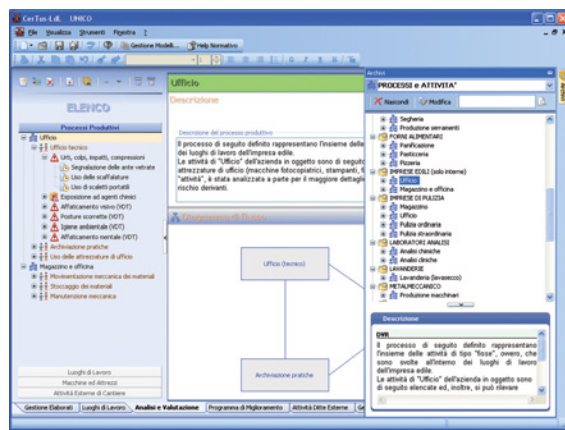 CerTus-LdL UNICO
File Visualizza Strumenti Finestra ?
Gestione Modelli... Help Normativo
G F S
ELENCO
Processi Produttivi
Ufficio
Ufficio tecnico
Urti, colpi, impatti, compressioni
Segnalazione delle ante vetrate
Uso delle scaffalature
Uso di scaletti portatili
Esposizione ad agenti chimici
Affaticamento visivo (VDT)
Posture scorrette (VDT)
Igiene ambientale (VDT)
Affaticamento mentale (VDT)
Archiviazione pratiche
Uso delle attrezzature di ufficio
Magazzino e officina
Movimentazione meccanica dei materiali
Stoccaggio dei materiali
Manutenzione meccanica
Luoghi di Lavoro
Macchine ed Attrezzi
Attività Esterne di Cantiere
Ufficio
Descrizione
Descrizione del processo produttivo
Il processo di seguito definito rappresenta l'insieme delle
dei luoghi di lavoro dell'impresa edile.
Le attività di "Ufficio" dell'azienda in oggetto sono di seguito
attrezzature di ufficio (macchine fotocopiatrici, stampanti, f
"attività", è stata analizzata a parte per il maggiore dettaglio
rischio derivanti.
Diagramma di flusso
Ufficio (tecnico)
Archiviazione pratiche
Archivi
PROCESSI e ATTIVITA'
Nascondi Modifica
Segheria
Produzione serramenti
FORNI ALIMENTARI
Panificazione
Pasticceria
Pizzeria
IMPRESE EDILI (solo interne)
Ufficio
Magazzino e officina
IMPRESE DI PULIZIA
Magazzino
Ufficio
Pulizia ordinaria
Pulizia straordinaria
LABORATORI ANALISI
Analisi chimiche
Analisi cliniche
LAVANDERIE
Lavanderia (lavasecco)
METALMECCANICO
Produzione macchinari
Descrizione
DVR
Il processo di seguito definito rappresentano
l'insieme delle attività di tipo "fisse", ovvero, che
sono svolte all'interno dei luoghi di lavoro
dell'impresa edile.
Le attività di "Ufficio" dell'azienda in oggetto sono
di seguito elencate ed, inoltre, si può rilevare
Archivi
Gestione Elaborati Luoghi di Lavoro Analisi e Valutazione Programma di Miglioramento Attività Ditte Esterne Ge